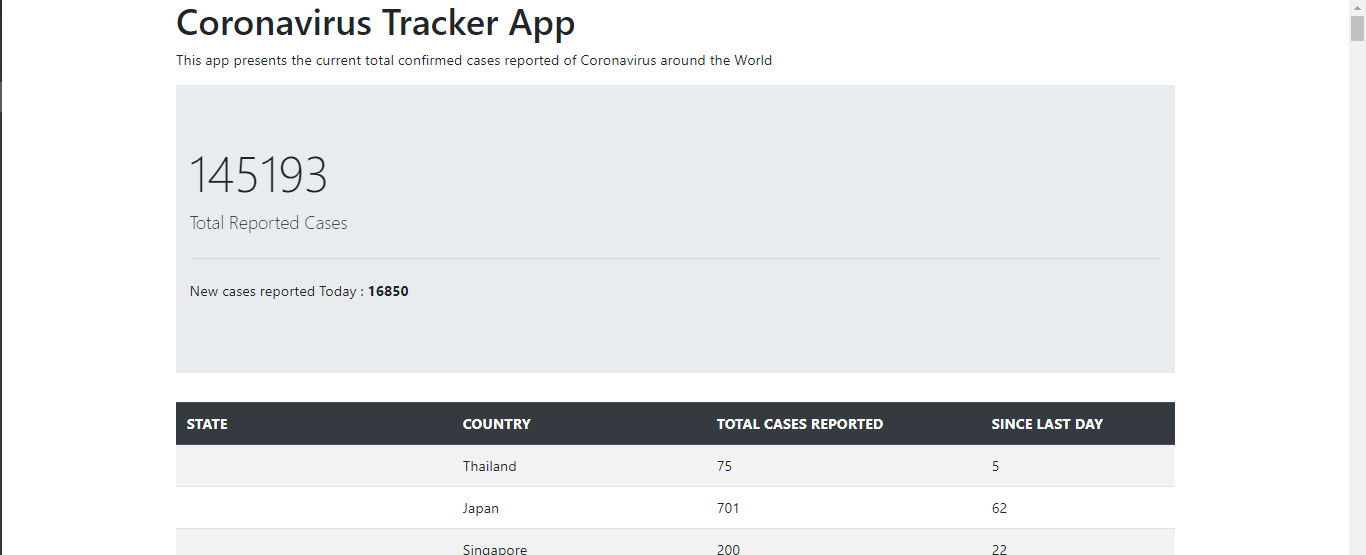 Coronavirus Tracker App
This app presents the current total confirmed cases reported of Coronavirus around the World
145193
Total Reported Cases
New cases reported Today : 16850
STATE COUNTRY TOTAL CASES REPORTED SINCE LAST DAY
Thailand 75 5
Japan 701 62
Singapore 200 22